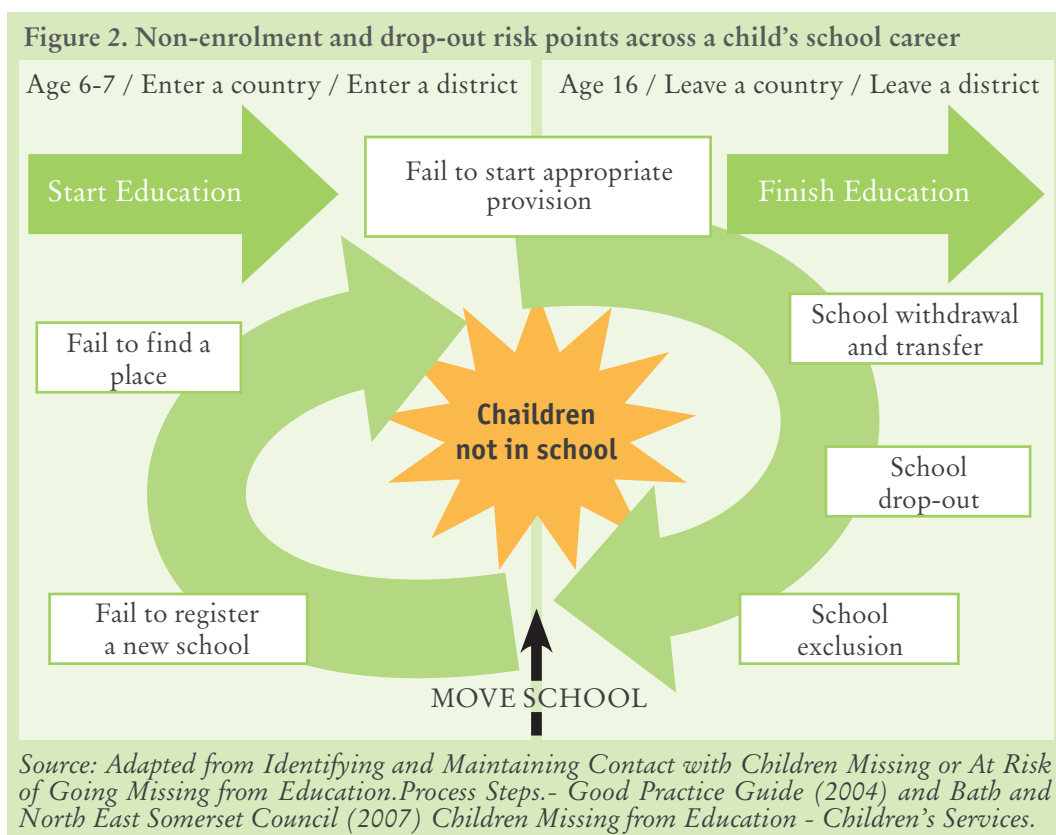 Figure 2. Non-enrolment and drop-out risk points across a child's school career
Age 6-7 / Enter a country / Enter a district
Age 16 / Leave a country / Leave a district
Start Education
Fail to start appropriate
provision
Finish Education
Fail to find a
place
School withdrawal
and transfer
Chaildren
not in school
School
drop-out
Fail to register
a new school
School
exclusion
MOVE SCHOOL
Source: Adapted from Identifying and Maintaining Contact with Children Missing or At Risk
of Going Missing from Education.Process Steps.- Good Practice Guide (2004) and Bath and
North East Somerset Council (2007) Children Missing from Education - Children's Services.